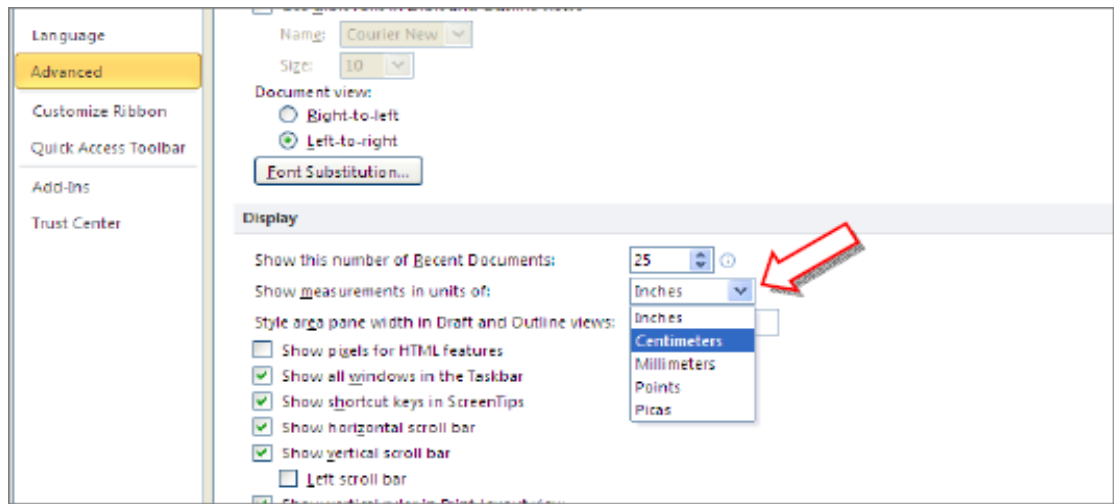 Language
Advanced
Customize Ribbon
Quick Access Toolbar
Add-Ins
Trust Center
Name: Courier New
Size: 10
Document view:
Right-to-left
Left-to-right
Font Substitution...
Display
Show this number of Recent Documents: 25
Show measurements in units of: Inches
Inches
Centimeters
Millimeters
Points
Picas
Style area pane width in Draft and Outline views:
Show pixels for HTML features
Show all windows in the Taskbar
Show shortcut keys in ScreenTips
Show horizontal scroll bar
Show vertical scroll bar
Left scroll bar